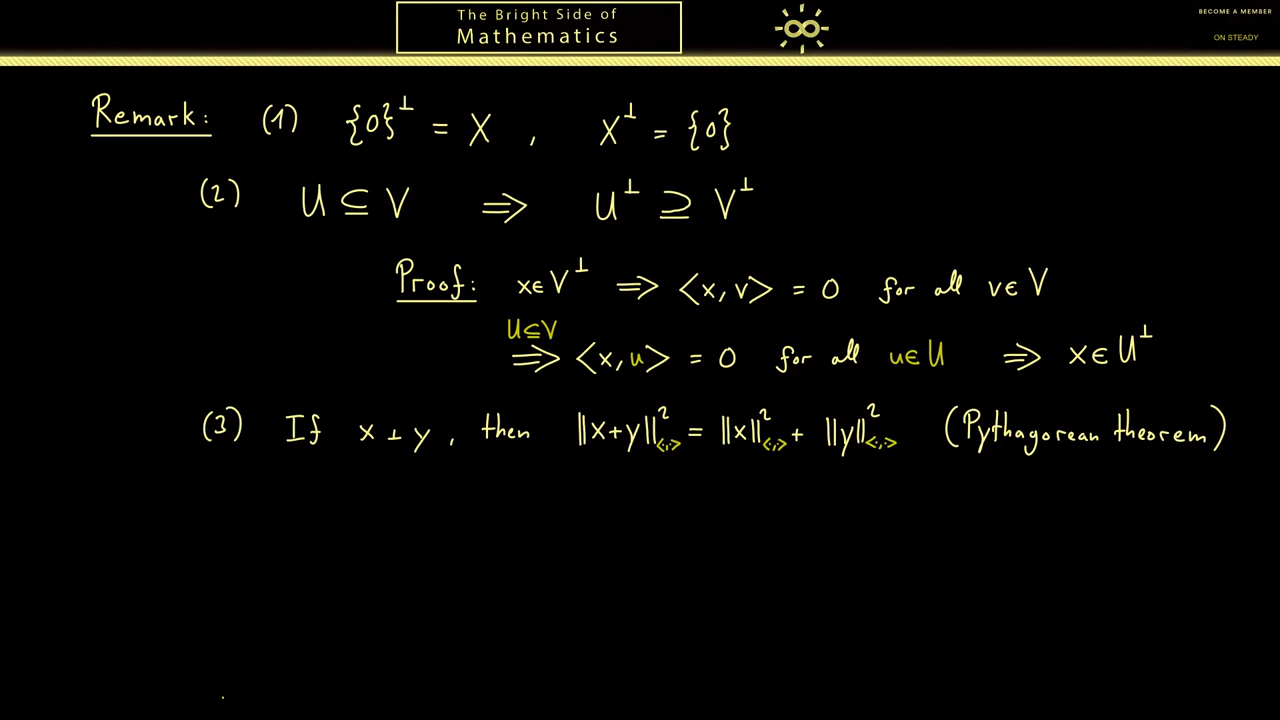 The Bright Side of
Mathematics
BECOME A MEMBER
ON STEADY
Remark: (1) {0}^⊥ = X , X^⊥ = {0}
(2) U ⊆ V ⟹ U^⊥ ⊇ V^⊥
Proof: x∈V^⊥ ⟹ <x,v> = 0 for all v∈V
U⊆V
⟹ <x,u> = 0 for all u∈U ⟹ x∈U^⊥
(3) If x ⊥ y , then ‖x+y‖²_<·,·> = ‖x‖²_<·,·> + ‖y‖²_<·,·> (Pythagorean theorem)